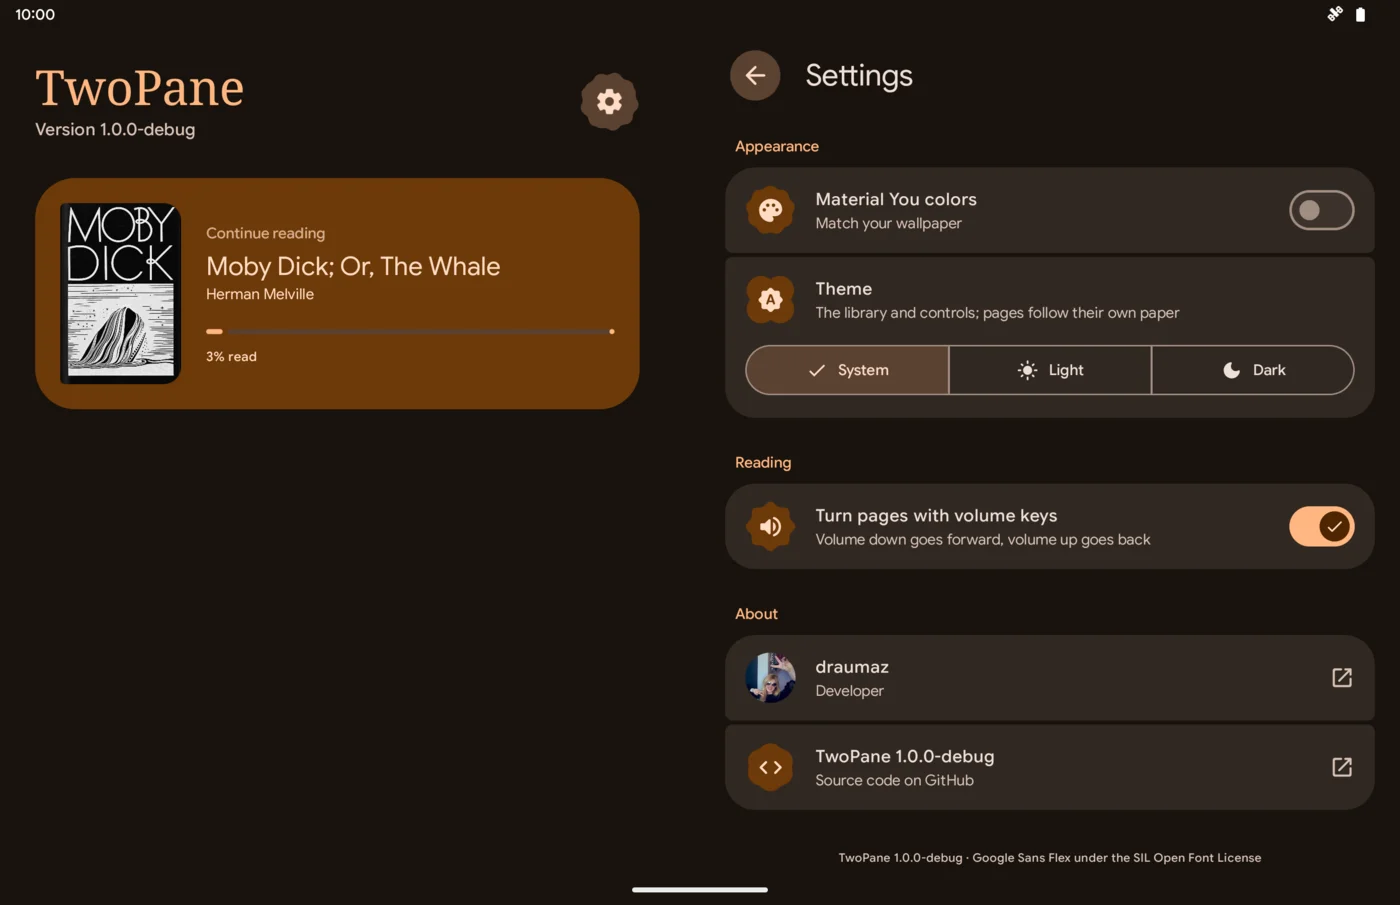 10:00
TwoPane
Version 1.0.0-debug
MOBY
DICK
Continue reading
Moby Dick; Or, The Whale
Herman Melville
3% read
Settings
Appearance
Material You colors
Match your wallpaper
A
Theme
The library and controls; pages follow their own paper
System
Light
Dark
Reading
Turn pages with volume keys
Volume down goes forward, volume up goes back
About
draumaz
Developer
TwoPane 1.0.0-debug
Source code on GitHub
TwoPane 1.0.0-debug · Google Sans Flex under the SIL Open Font License